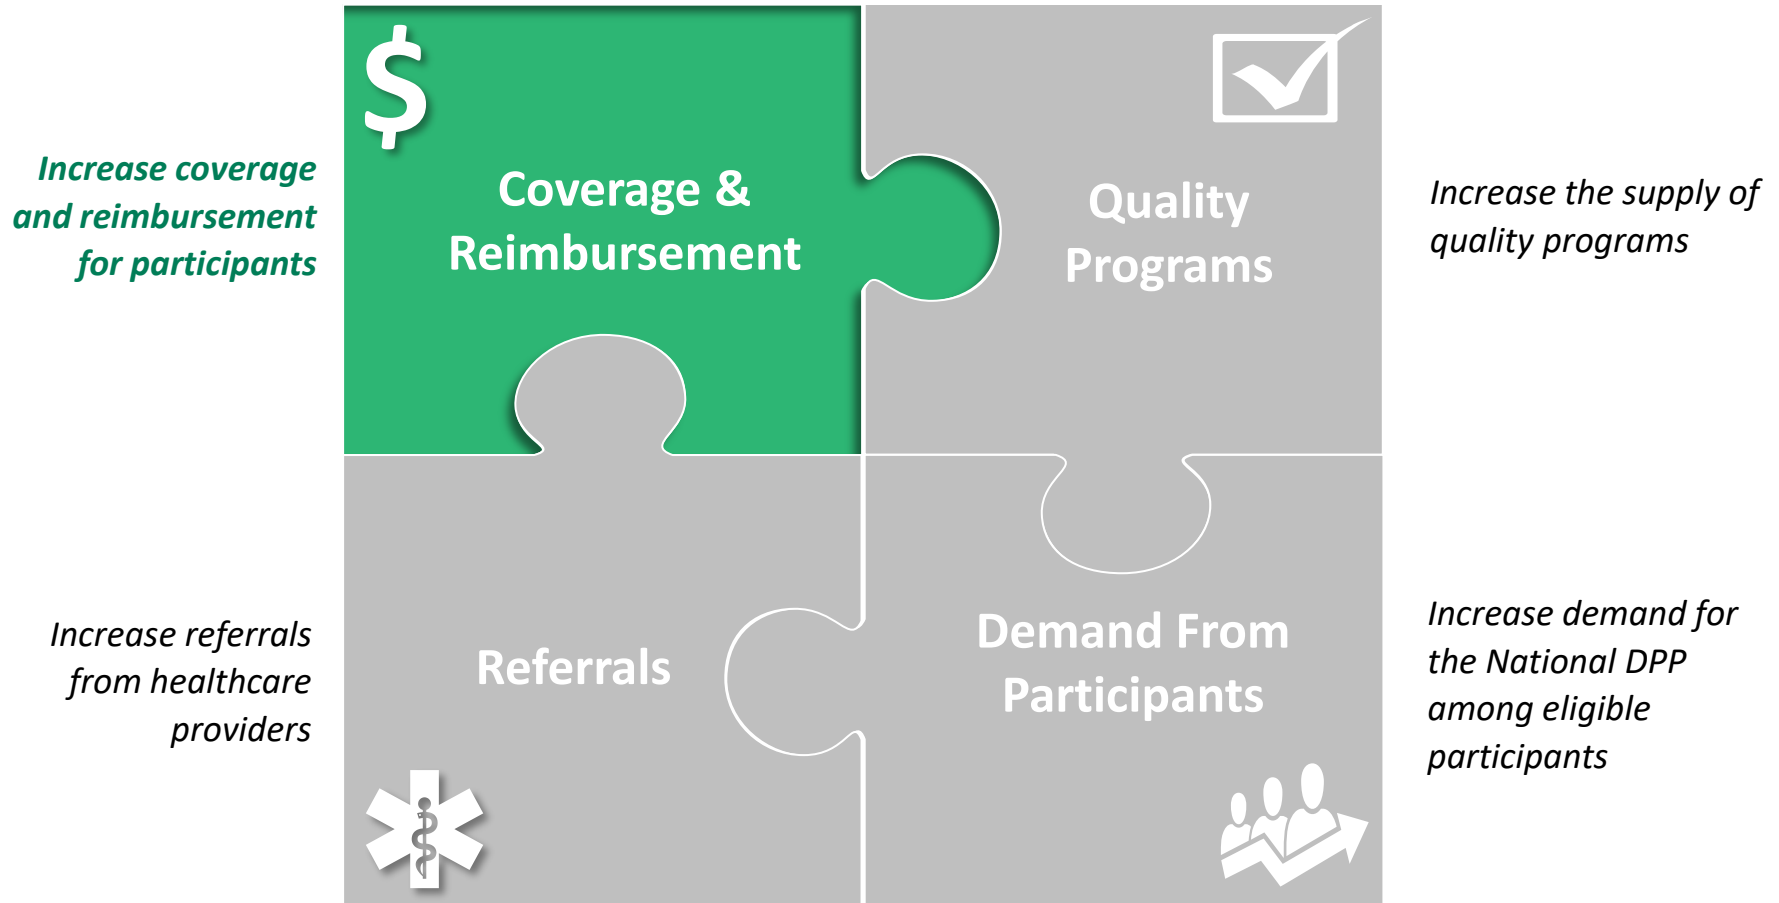 $
Increase coverage
and reimbursement
for participants
Coverage &
Reimbursement
Quality
Programs
Increase the supply of
quality programs
Increase referrals
from healthcare
providers
Referrals
Demand From
Participants
Increase demand for
the National DPP
among eligible
participants